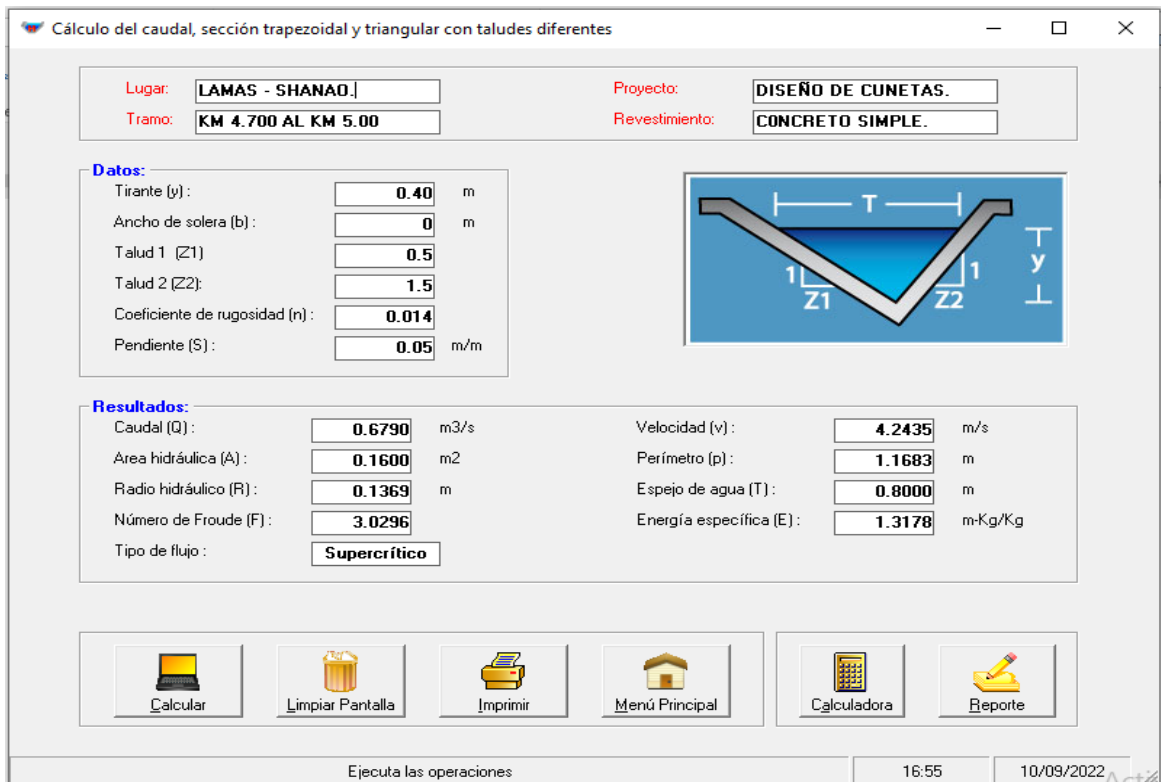 Cálculo del caudal, sección trapezoidal y triangular con taludes diferentes
Lugar: LAMAS - SHANAO. Proyecto: DISEÑO DE CUNETAS.
Tramo: KM 4.700 AL KM 5.00 Revestimiento: CONCRETO SIMPLE.
Datos:
Tirante (y) : 0.40 m
Ancho de solera (b) : 0 m
Talud 1 (Z1) 0.5
Talud 2 (Z2): 1.5
Coeficiente de rugosidad (n) : 0.014
Pendiente (S) : 0.05 m/m
T
y
1 1
Z1 Z2
Resultados:
Caudal (Q) : 0.6790 m3/s Velocidad (v) : 4.2435 m/s
Area hidráulica (A) : 0.1600 m2 Perímetro (p) : 1.1683 m
Radio hidráulico (R) : 0.1369 m Espejo de agua (T) : 0.8000 m
Número de Froude (F) : 3.0296 Energía específica (E) : 1.3178 m-Kg/Kg
Tipo de flujo : Supercrítico
Calcular Limpiar Pantalla Imprimir Menú Principal Calculadora Reporte
Ejecuta las operaciones 16:55 10/09/2022